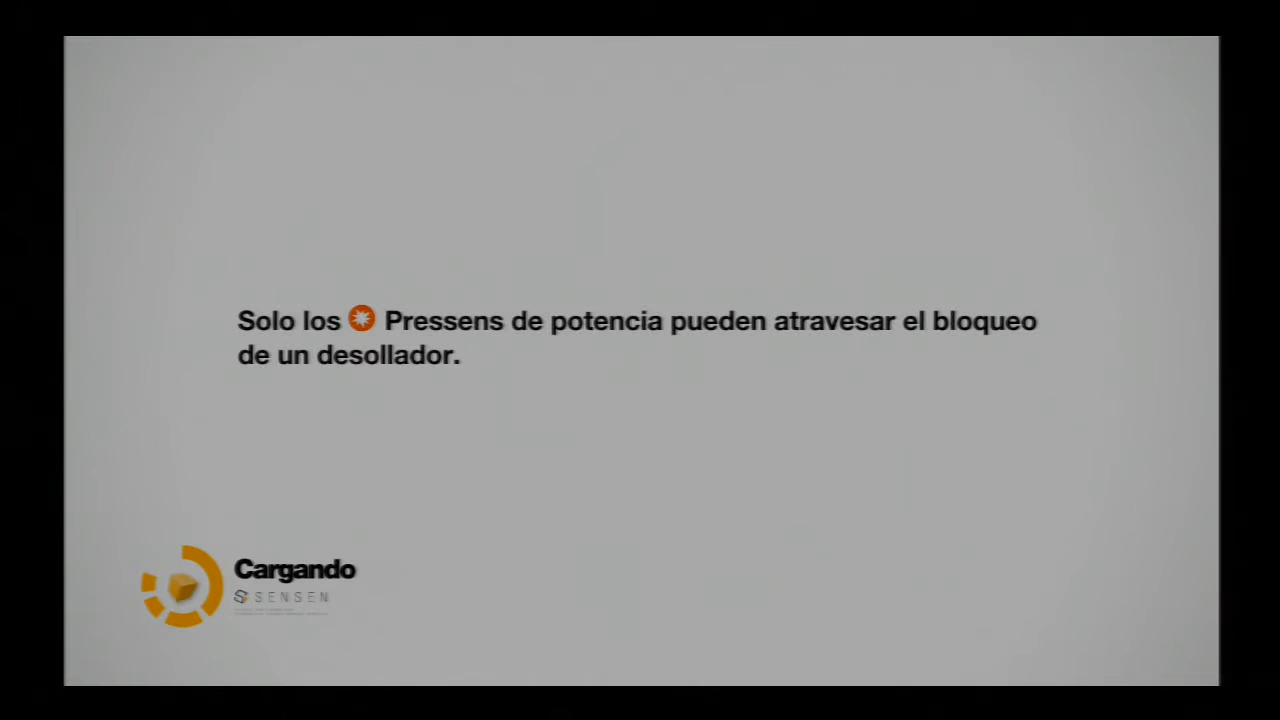 Solo los Pressens de potencia pueden atravesar el bloqueo
de un desollador.
Cargando
SENSEN